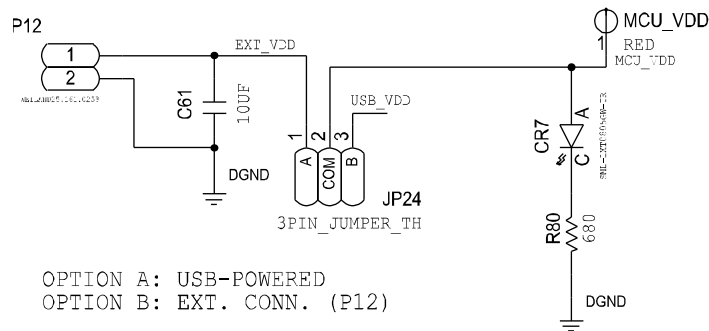 P12
1
2
C61
10UF
EXT_VDD
DGND
1
2
3
A
COM
B
USB_VDD
JP24
3PIN_JUMPER_TH
MCU_VDD
1
RED
MCU_VDD
CR7
A
C
R80
680
DGND
OPTION A: USB-POWERED
OPTION B: EXT. CONN. (P12)